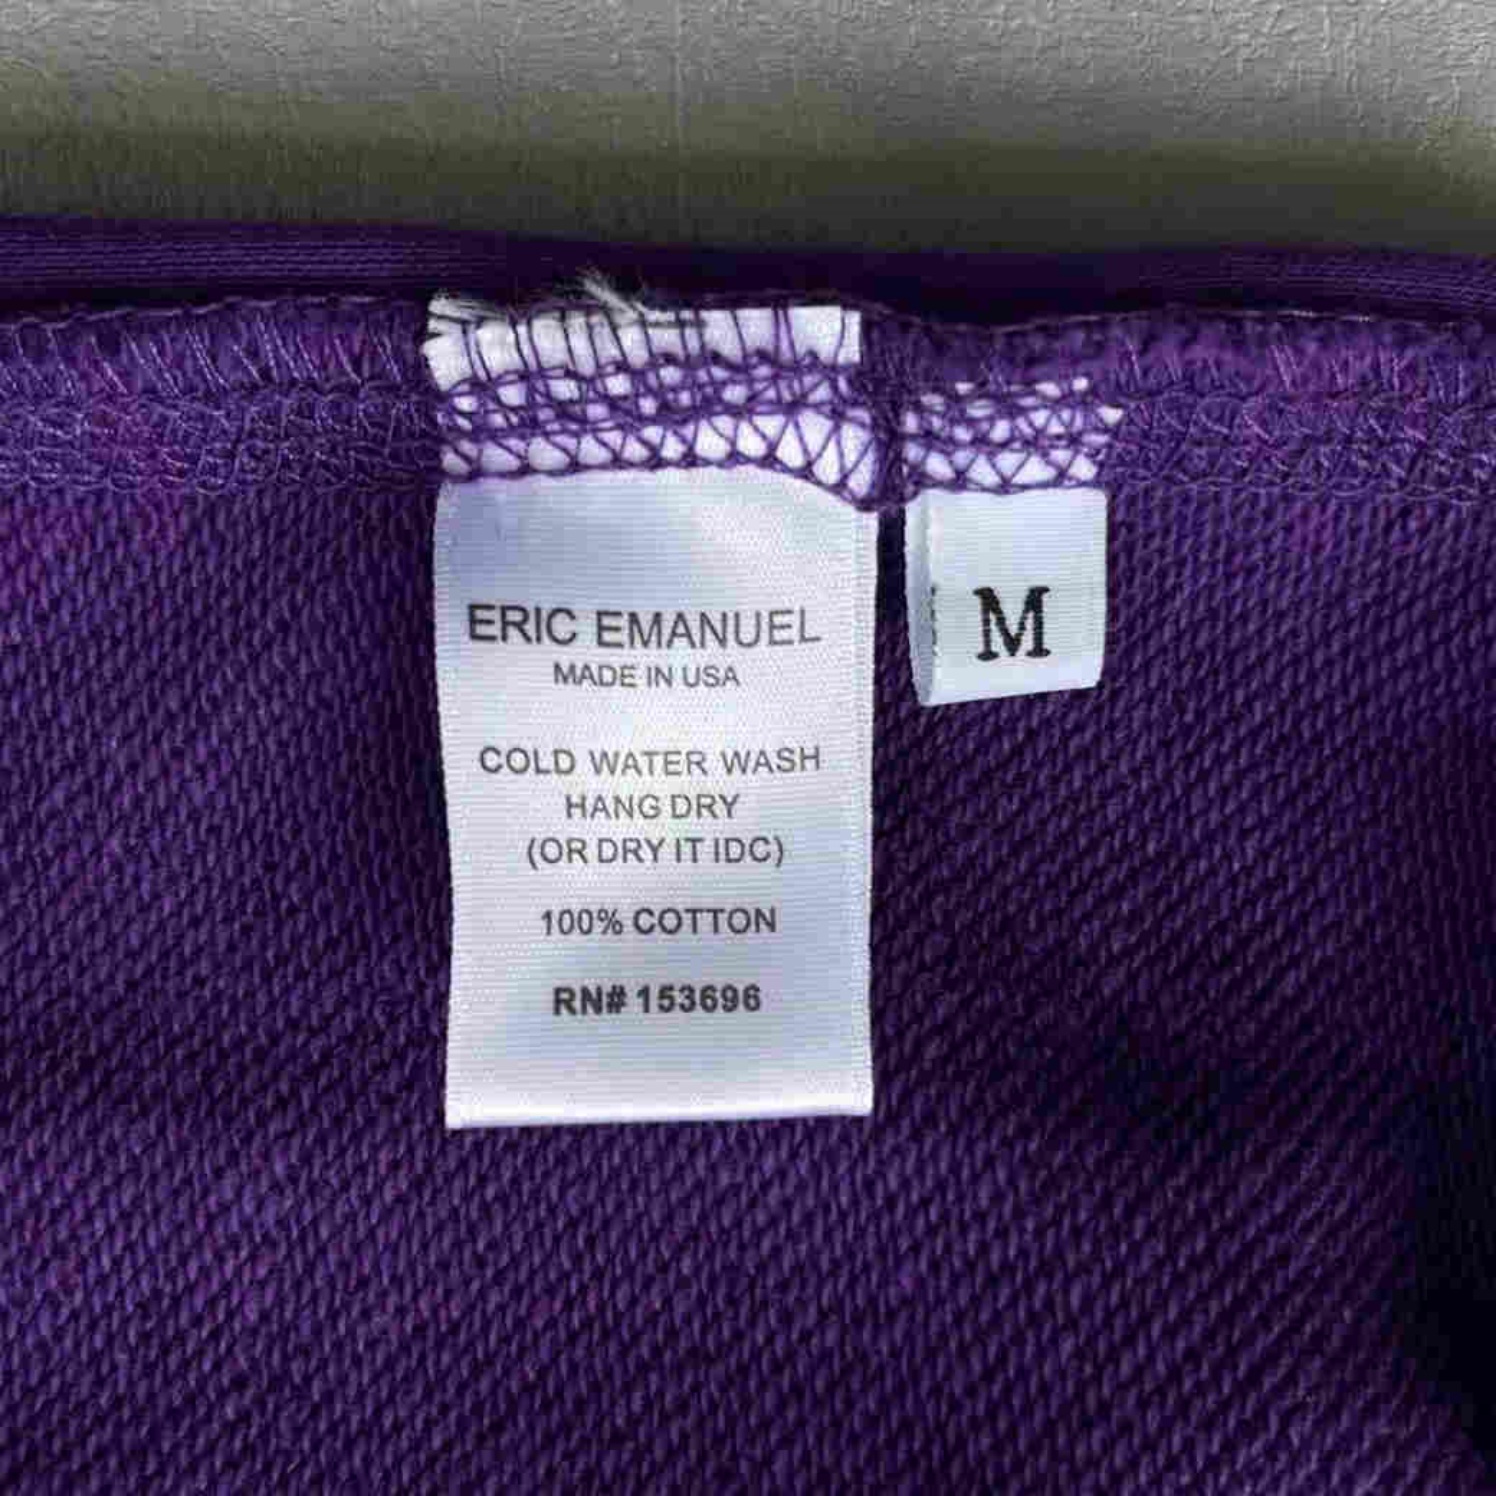 ERIC EMANUEL
MADE IN USA
COLD WATER WASH
HANG DRY
(OR DRY IT IDC)
100% COTTON
RN# 153696
M